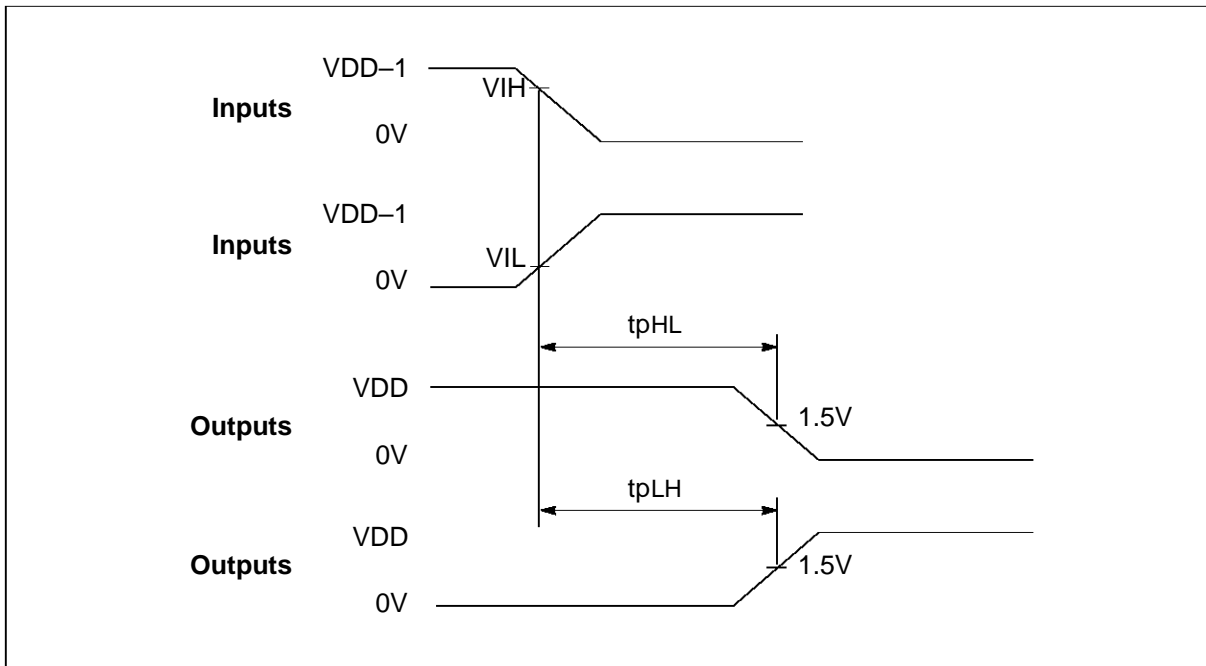 VDD–1
VIH
Inputs
0V
VDD–1
Inputs
VIL
0V
tpHL
VDD
1.5V
Outputs
0V
tpLH
VDD
Outputs
1.5V
0V